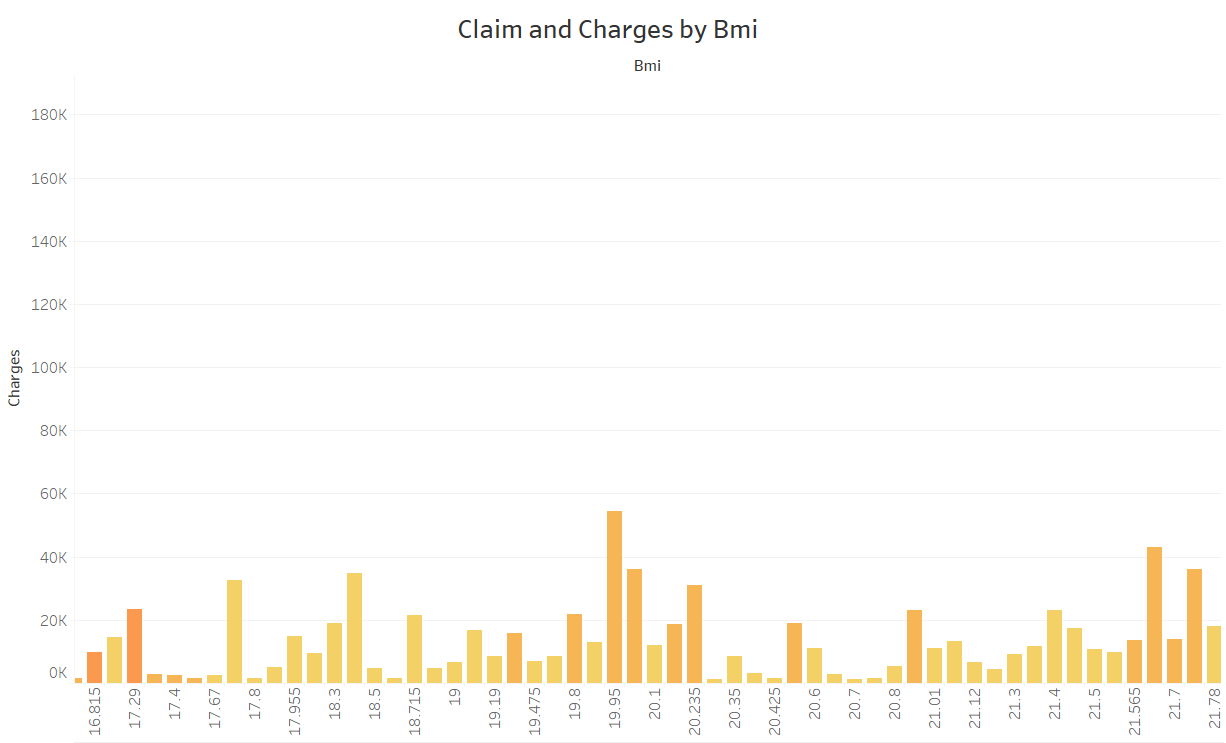 Claim and Charges by Bmi
Bmi
Charges
180K
160K
140K
120K
100K
80K
60K
40K
20K
0K
16.815
17.29
17.4
17.67
17.8
17.955
18.3
18.5
18.715
19
19.19
19.475
19.8
19.95
20.1
20.235
20.35
20.425
20.6
20.7
20.8
21.01
21.12
21.3
21.4
21.5
21.565
21.7
21.78